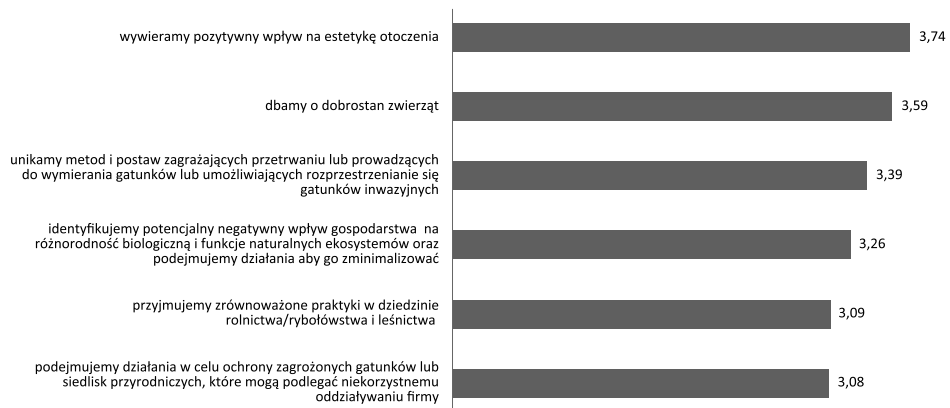 wywieramy pozytywny wpływ na estetykę otoczenia
3,74
dbamy o dobrostan zwierząt
3,59
unikamy metod i postaw zagrażających przetrwaniu lub prowadzących
do wymierania gatunków lub umożliwiających rozprzestrzenianie się
gatunków inwazyjnych
3,39
identyfikujemy potencjalny negatywny wpływ gospodarstwa na
różnorodność biologiczną i funkcje naturalnych ekosystemów oraz
podejmujemy działania aby go zminimalizować
3,26
przyjmujemy zrównoważone praktyki w dziedzinie
rolnictwa/rybołówstwa i leśnictwa
3,09
podejmujemy działania w celu ochrony zagrożonych gatunków lub
siedlisk przyrodniczych, które mogą podlegać niekorzystnemu
oddziaływaniu firmy
3,08